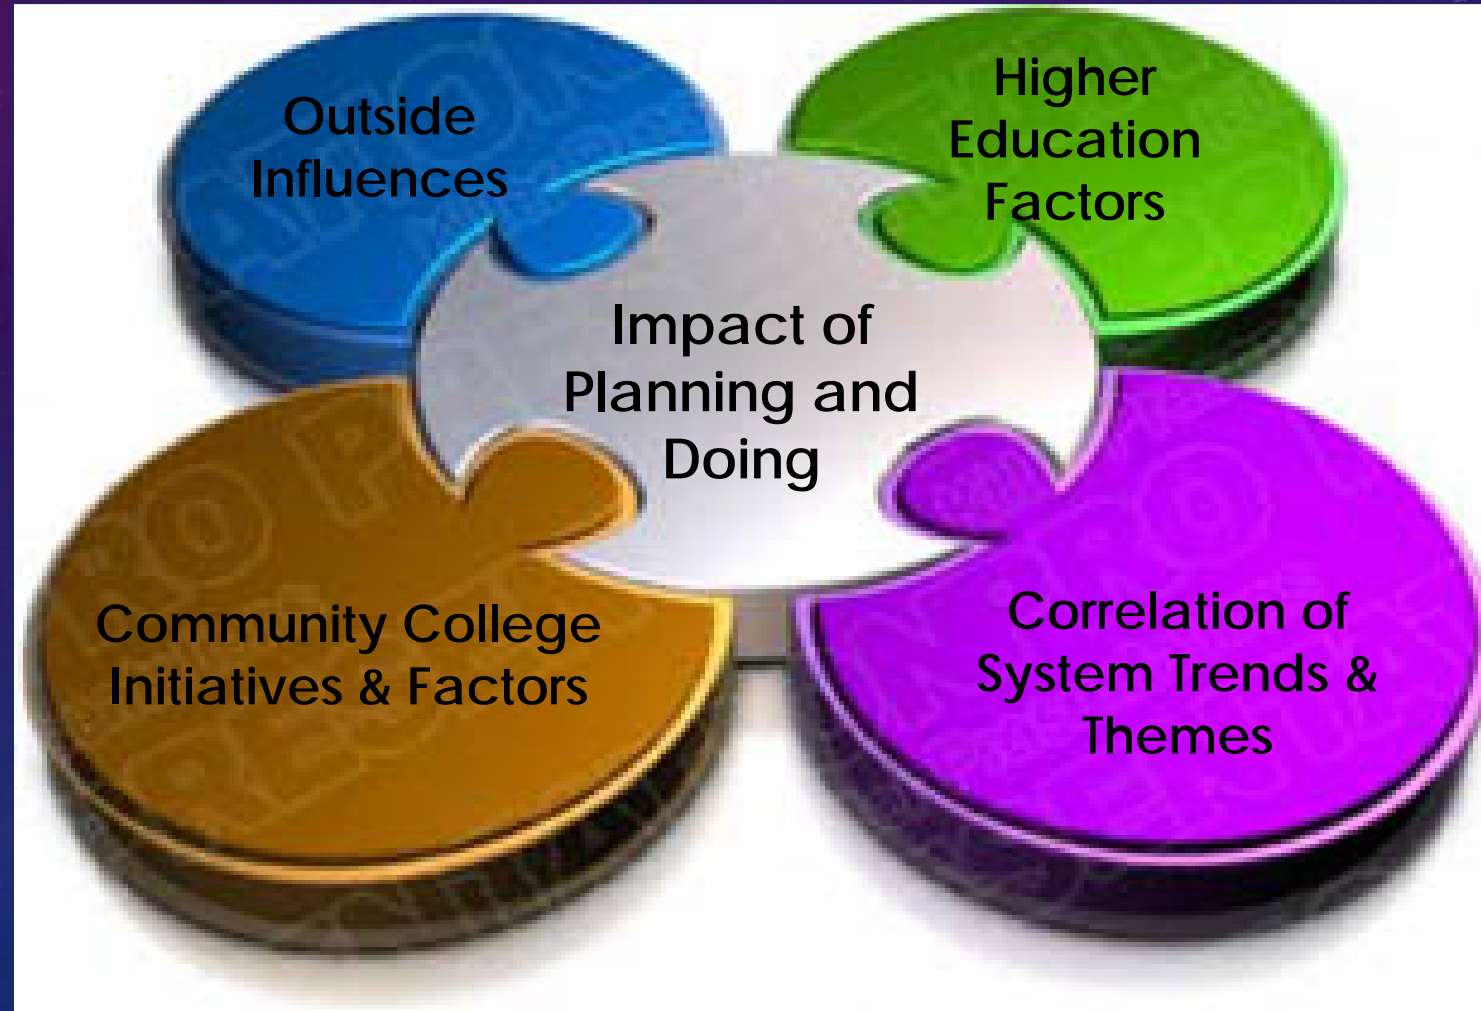 Outside
Influences
Higher
Education
Factors
Impact of
Planning and
Doing
Community College
Initiatives & Factors
Correlation of
System Trends &
Themes